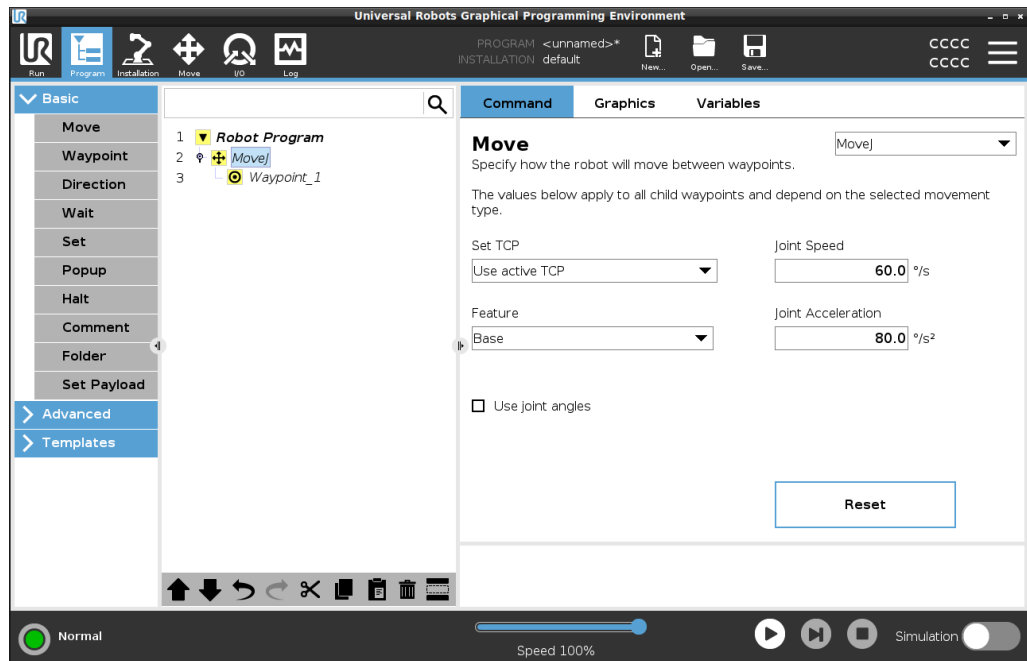 Universal Robots Graphical Programming Environment
UR
Run
Program
Installation
Move
I/O
Log
PROGRAM <unnamed>*
INSTALLATION default
New...
Open...
Save...
CCCC
CCCC
Basic
Move
Waypoint
Direction
Wait
Set
Popup
Halt
Comment
Folder
Set Payload
Advanced
Templates
1 Robot Program
2 MoveJ
3 Waypoint_1
Command Graphics Variables
Move
MoveJ
Specify how the robot will move between waypoints.
The values below apply to all child waypoints and depend on the selected movement
type.
Set TCP
Joint Speed
Use active TCP
60.0 °/s
Feature
Joint Acceleration
Base
80.0 °/s²
Use joint angles
Reset
Normal
Speed 100%
Simulation